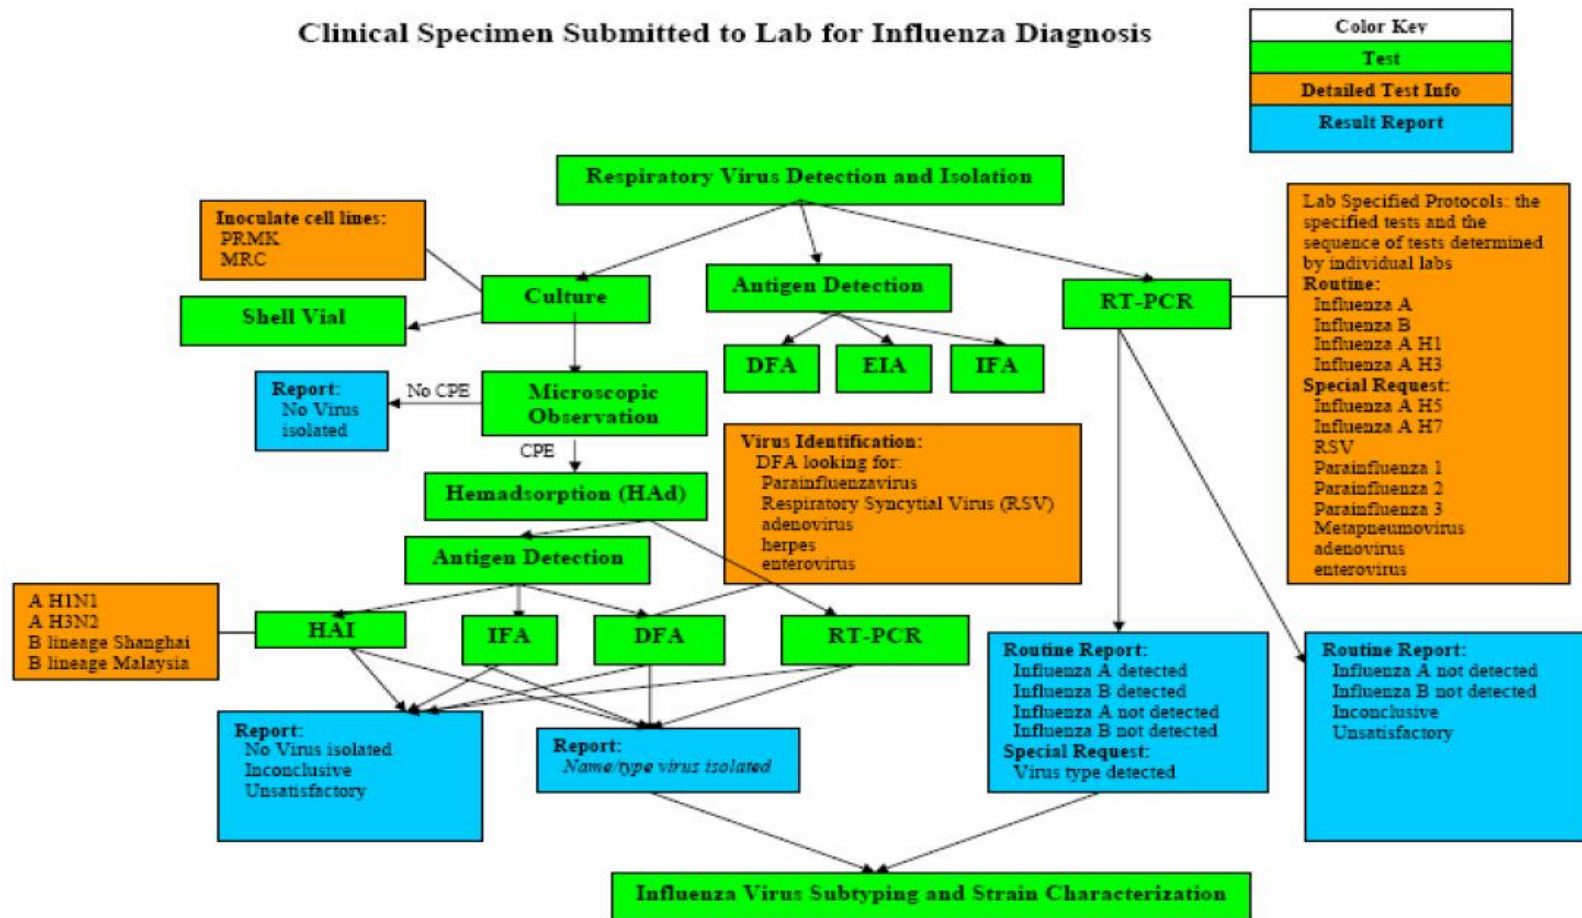 Clinical Specimen Submitted to Lab for Influenza Diagnosis
Color Key
Test
Detailed Test Info
Result Report
Respiratory Virus Detection and Isolation
Inoculate cell lines:
PRMK
MRC
Culture
Antigen Detection
RT-PCR
Lab Specified Protocols: the
specified tests and the
sequence of tests determined
by individual labs
Routine:
Influenza A
Influenza B
Influenza A H1
Influenza A H3
Special Request:
Influenza A H5
Influenza A H7
RSV
Parainfluenza 1
Parainfluenza 2
Parainfluenza 3
Metapneumovirus
adenovirus
enterovirus
Shell Vial
DFA
EIA
IFA
Report:
No Virus
isolated
No CPE
Microscopic
Observation
CPE
Virus Identification:
DFA looking for:
Parainfluenzavirus
Respiratory Syncytial Virus (RSV)
adenovirus
herpes
enterovirus
Hemadsorption (HAd)
Antigen Detection
A H1N1
A H3N2
B lineage Shanghai
B lineage Malaysia
HAI
IFA
DFA
RT-PCR
Report:
No Virus isolated
Inconclusive
Unsatisfactory
Report:
Name/type virus isolated
Routine Report:
Influenza A detected
Influenza B detected
Influenza A not detected
Influenza B not detected
Special Request:
Virus type detected
Routine Report:
Influenza A not detected
Influenza B not detected
Inconclusive
Unsatisfactory
Influenza Virus Subtyping and Strain Characterization